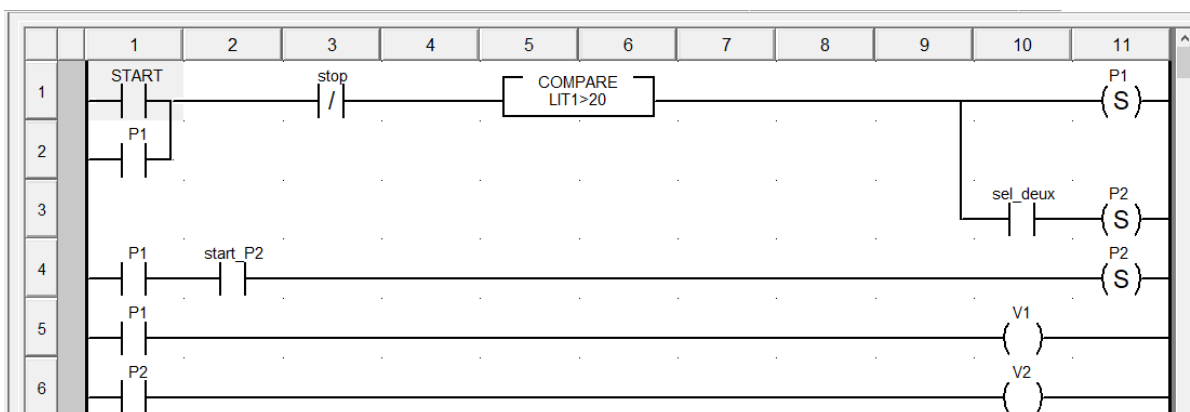 1 2 3 4 5 6 7 8 9 10 11
1 START stop COMPARE P1
/ LIT1>20 S
2 P1
3 sel_deux P2
S
4 P1 start_P2 P2
S
5 P1 V1
6 P2 V2